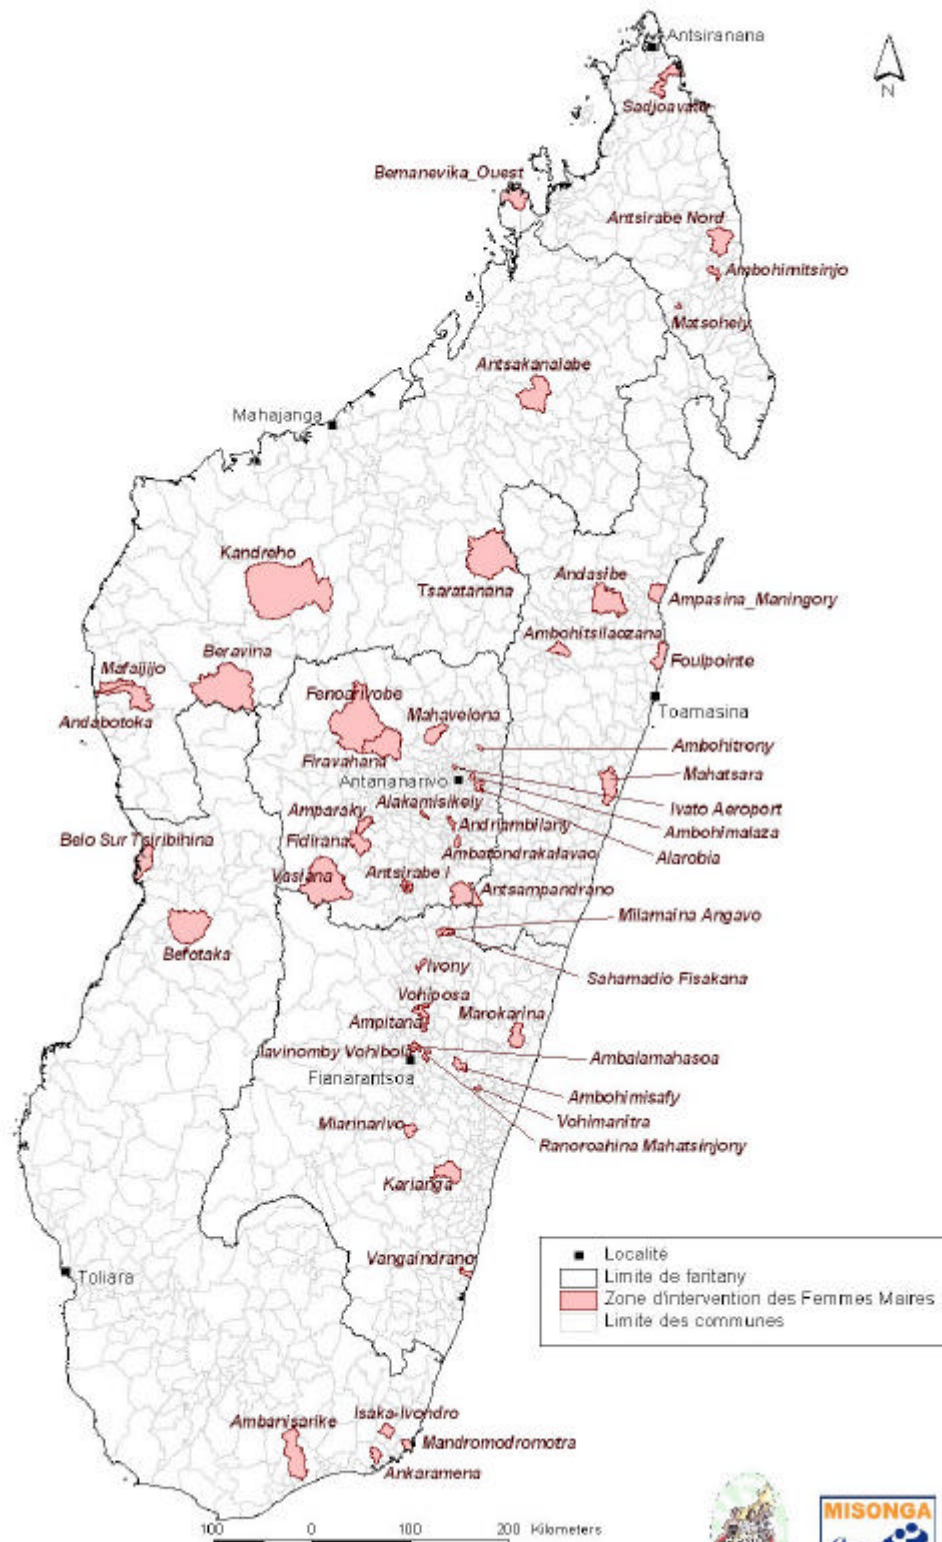 Antsiranana
N
Sadjoavato
Bemanevika_Ouest
Antsirabe Nord
Ambohimitsinjo
Matsohely
Antsakanalabe
Mahajanga
Kandreho
Tsaratanana
Andasibe
Ampasina_Maningory
Ambohitsilaozana
Beravina
Foulpointe
Mafaijijo
Andabotoka
Fenoarivobe
Mahavelona
Toamasina
Ambohitrony
Firavahana
Mahatsara
Antananarivo
Ivato Aeroport
Amparaky
Alakamisikely
Andriambilany
Ambohimalaza
Belo Sur Tsiribihina
Fidirana
Ambatondrakalavao
Alarobia
Vasiana
Antsirabe I
Antsampandrano
Milamaina Angavo
Befotaka
Ivony
Sahamadio Fisakana
Vohiposa
Marokarina
Ampitana
Iavinomby Vohibola
Ambalamahasoa
Fianarantsoa
Ambohimisafy
Vohimanitra
Miarinarivo
Ranoroahina Mahatsinjony
Karianga
Vangaindrano
Toliara
Localité
Limite de faritany
Zone d'intervention des Femmes Maires
Limite des communes
Isaka-Ivondro
Ambanisarike
Mandromodromotra
Ankaramena
100 0 100 200 Kilometers
MISONGA